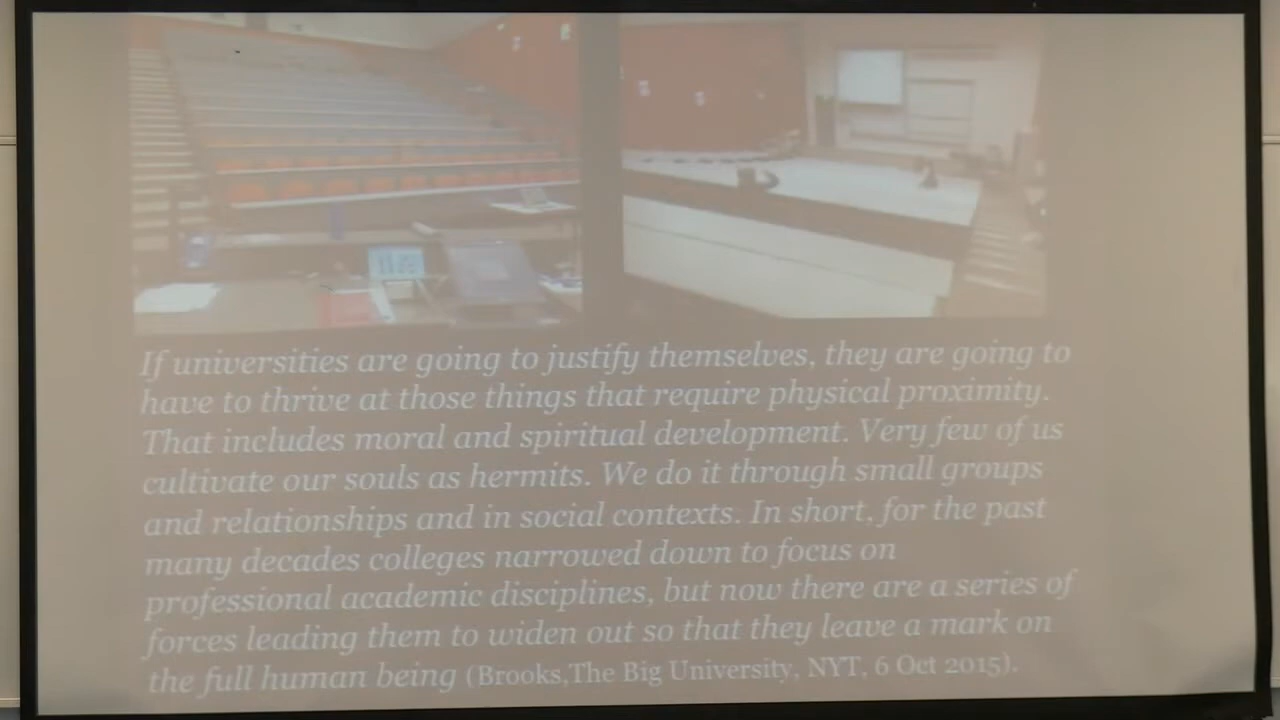 If universities are going to justify themselves, they are going to
have to thrive at those things that require physical proximity.
That includes moral and spiritual development. Very few of us
cultivate our souls as hermits. We do it through small groups
and relationships and in social contexts. In short, for the past
many decades colleges narrowed down to focus on
professional academic disciplines, but now there are a series of
forces leading them to widen out so that they leave a mark on
the full human being (Brooks,The Big University, NYT, 6 Oct 2015).